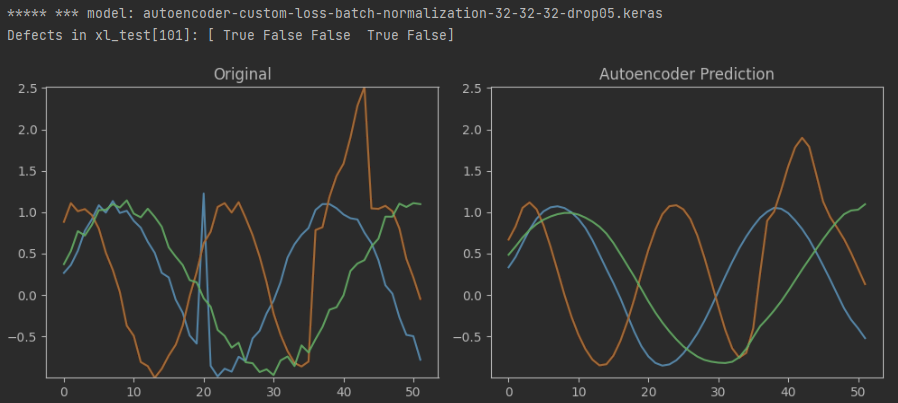 ***** *** model: autoencoder-custom-loss-batch-normalization-32-32-32-drop05.keras
Defects in xl_test[101]: [ True False False  True False]
Original
Autoencoder Prediction
2.5
2.0
1.5
1.0
0.5
0.0
−0.5
0 10 20 30 40 50
2.5
2.0
1.5
1.0
0.5
0.0
−0.5
0 10 20 30 40 50